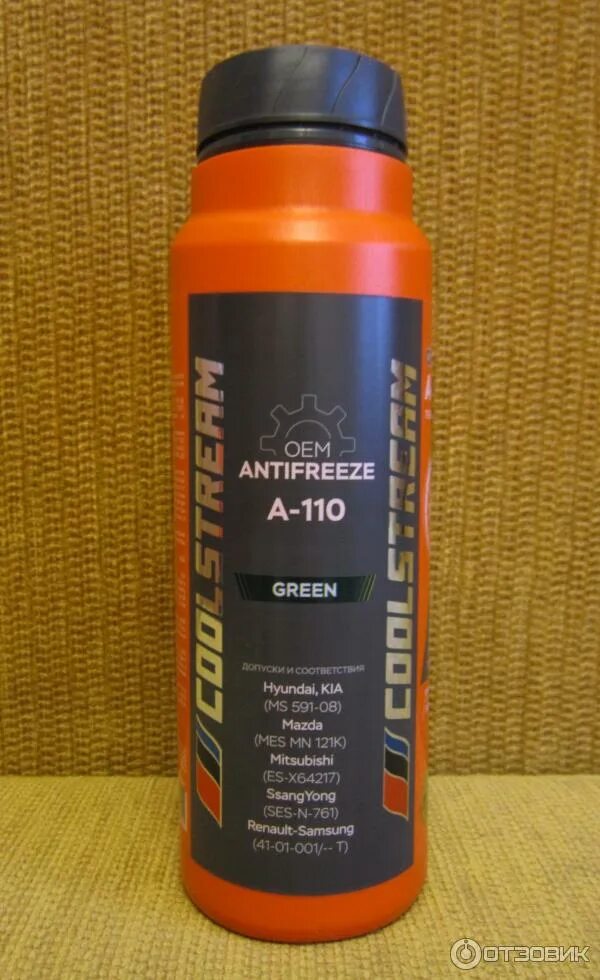 COOLSTREAM
OEM
ANTIFREEZE
A-110
GREEN
ДОПУСКИ И СООТВЕТСТВИЯ
Hyundai, KIA
(MS 591-08)
Mazda
(MES MN 121K)
Mitsubishi
(ES-X64217)
SsangYong
(SES-N-761)
Renault-Samsung
(41-01-001/-- T)
COOLSTREAM
ОТЗОВИК